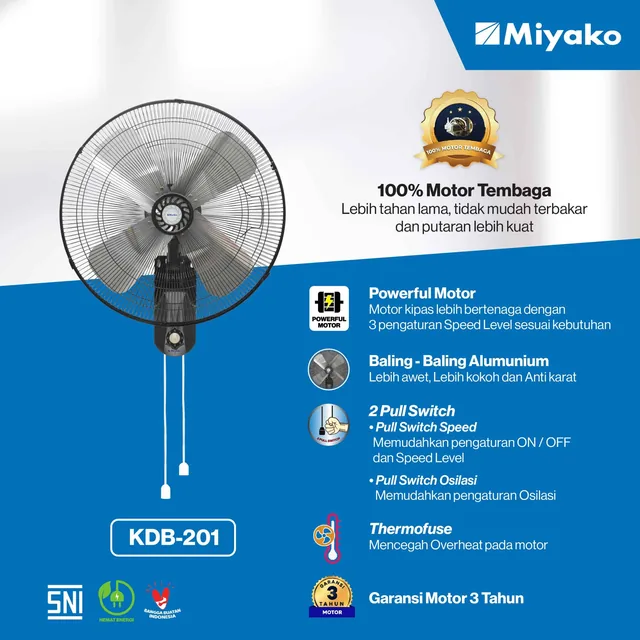 Miyako
100% MOTOR TEMBAGA
100% Motor Tembaga
Lebih tahan lama, tidak mudah terbakar
dan putaran lebih kuat
POWERFUL
MOTOR
Powerful Motor
Motor kipas lebih bertenaga dengan
3 pengaturan Speed Level sesuai kebutuhan
Baling - Baling Alumunium
Lebih awet, Lebih kokoh dan Anti karat
2 Pull Switch
• Pull Switch Speed
Memudahkan pengaturan ON / OFF
dan Speed Level
• Pull Switch Osilasi
Memudahkan pengaturan Osilasi
KDB-201
Thermofuse
Mencegah Overheat pada motor
SNI
HEMAT ENERGI
BANGGA BUATAN
INDONESIA
GARANSI
3
TAHUN
MOTOR
Garansi Motor 3 Tahun